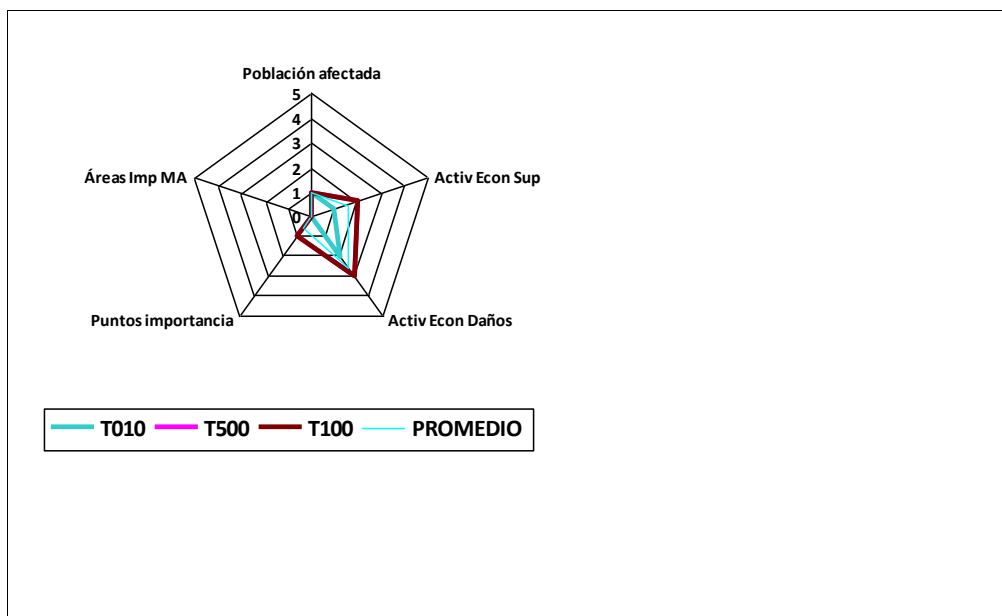 Población afectada
5
4
3
2
1
0
Áreas Imp MA
Activ Econ Sup
Puntos importancia
Activ Econ Daños
T010 T500 T100 PROMEDIO